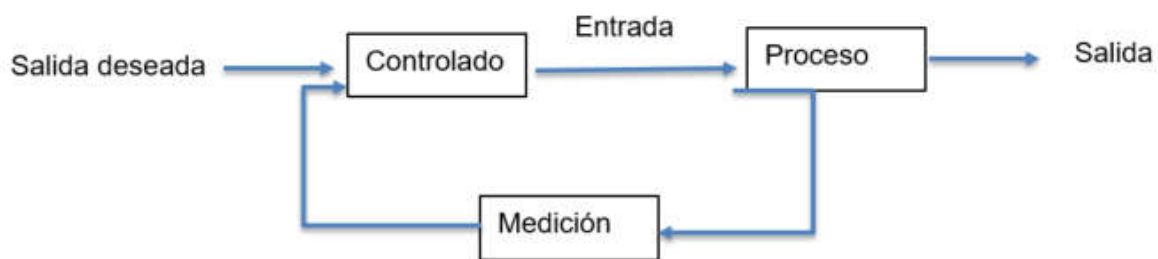 Salida deseada
Controlado
Entrada
Proceso
Salida
Medición